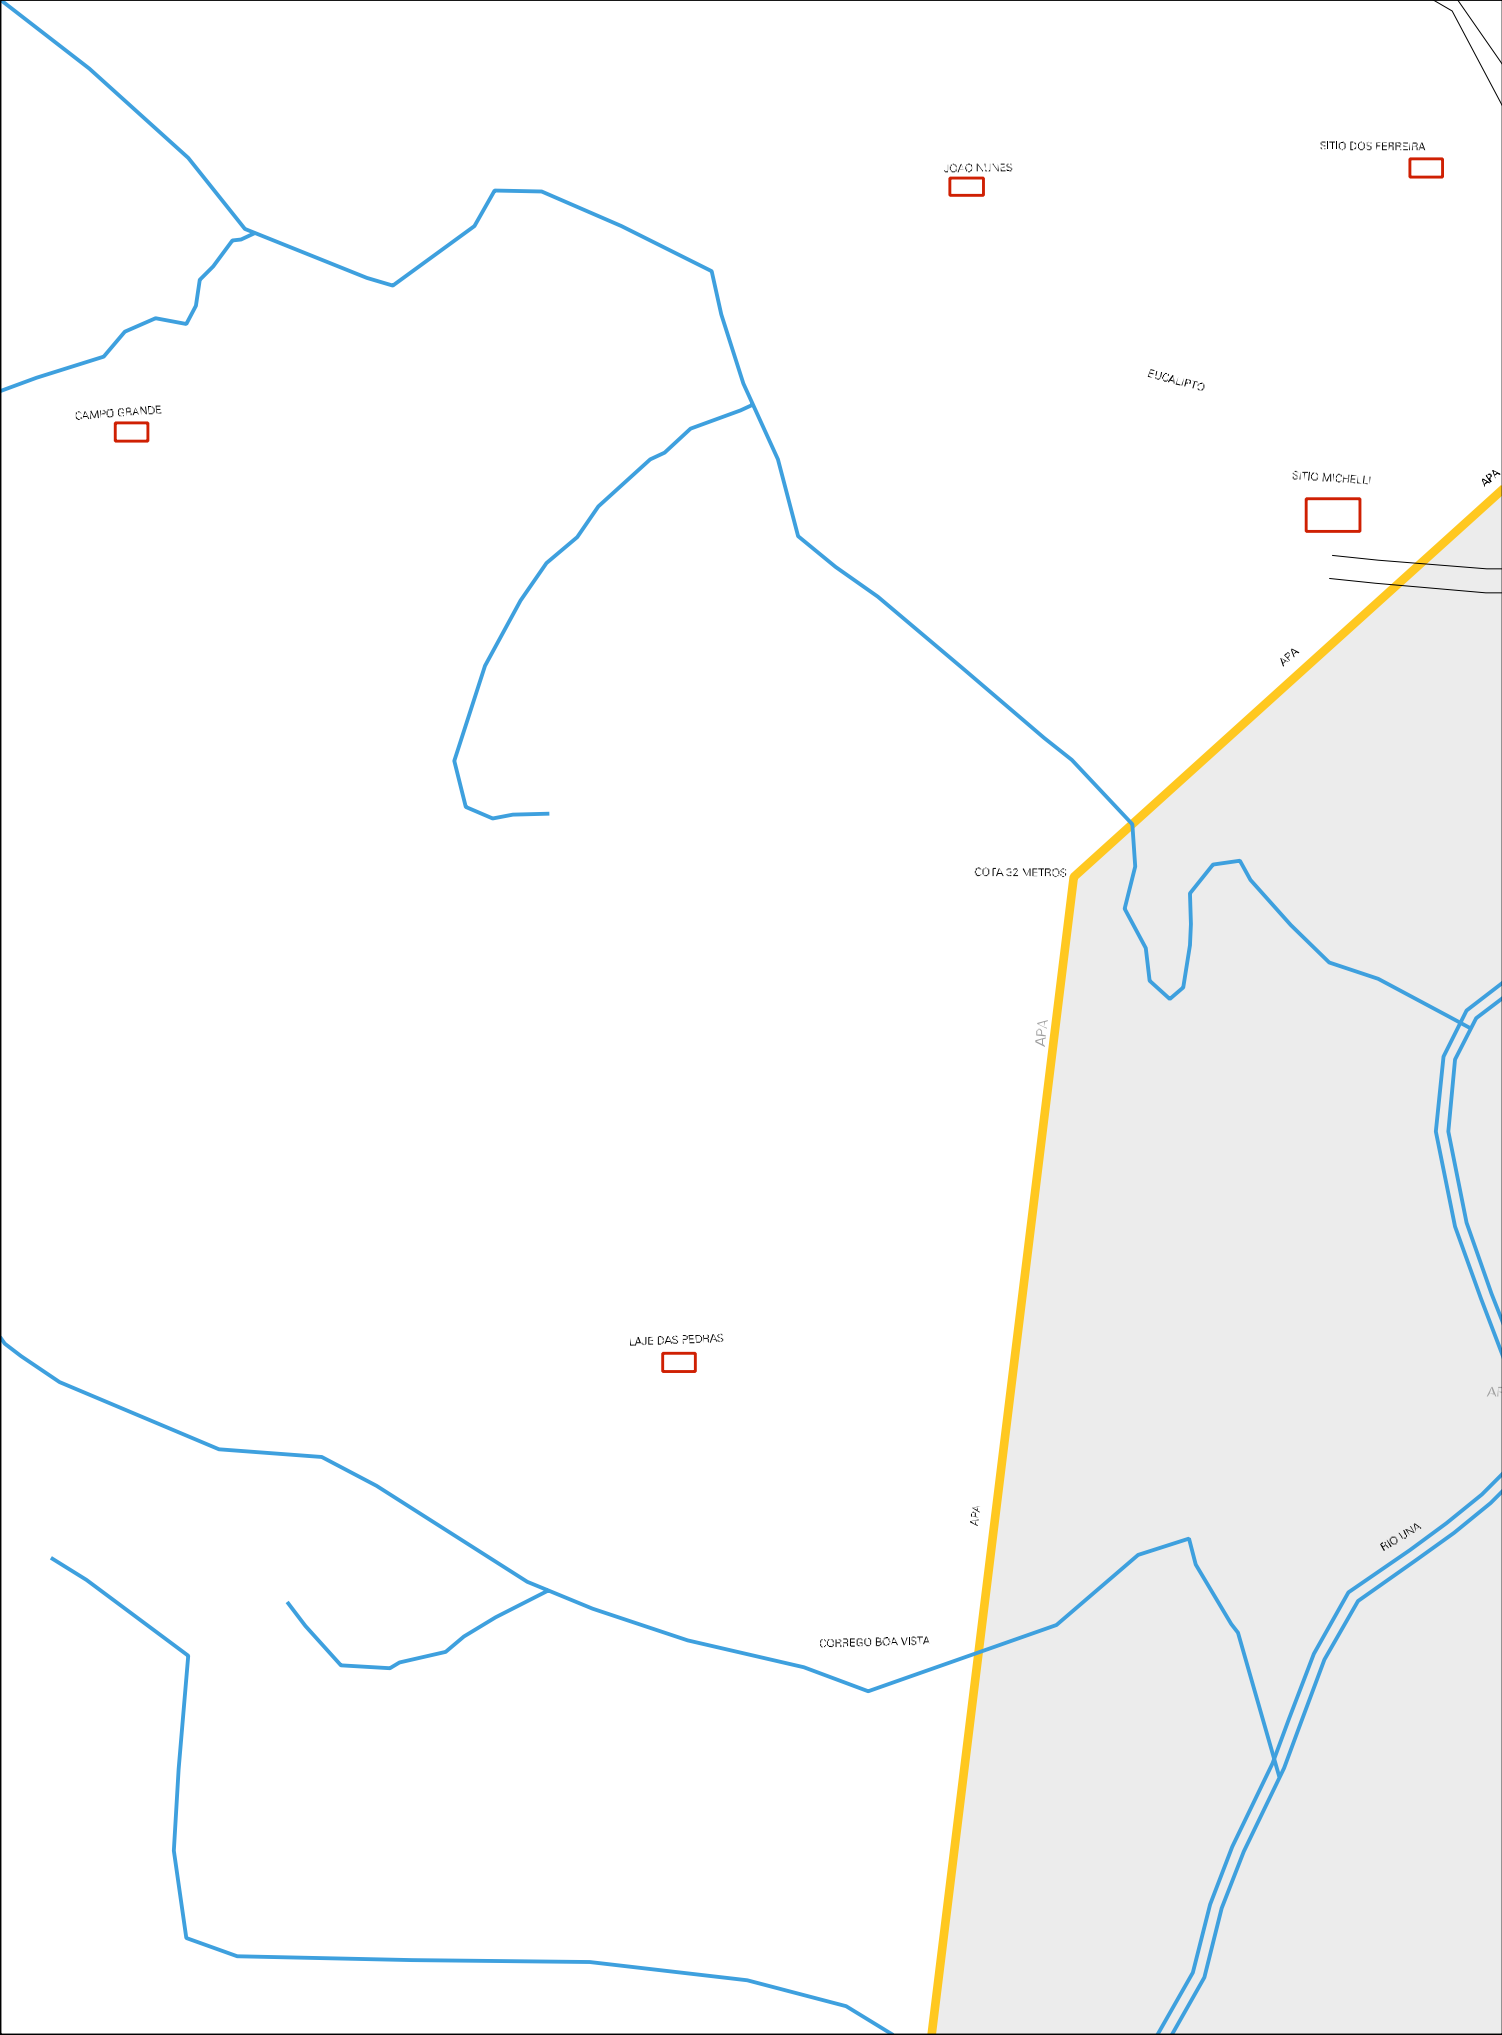 SITIO DOS FERREIRA
JOAO NUNES
EUCALIPTO
CAMPO GRANDE
SITIO MICHELLI
APA
APA
COTA 32 METROS
APA
LAJE DAS PEDRAS
APA
RIO UNA
CORREGO BOA VISTA